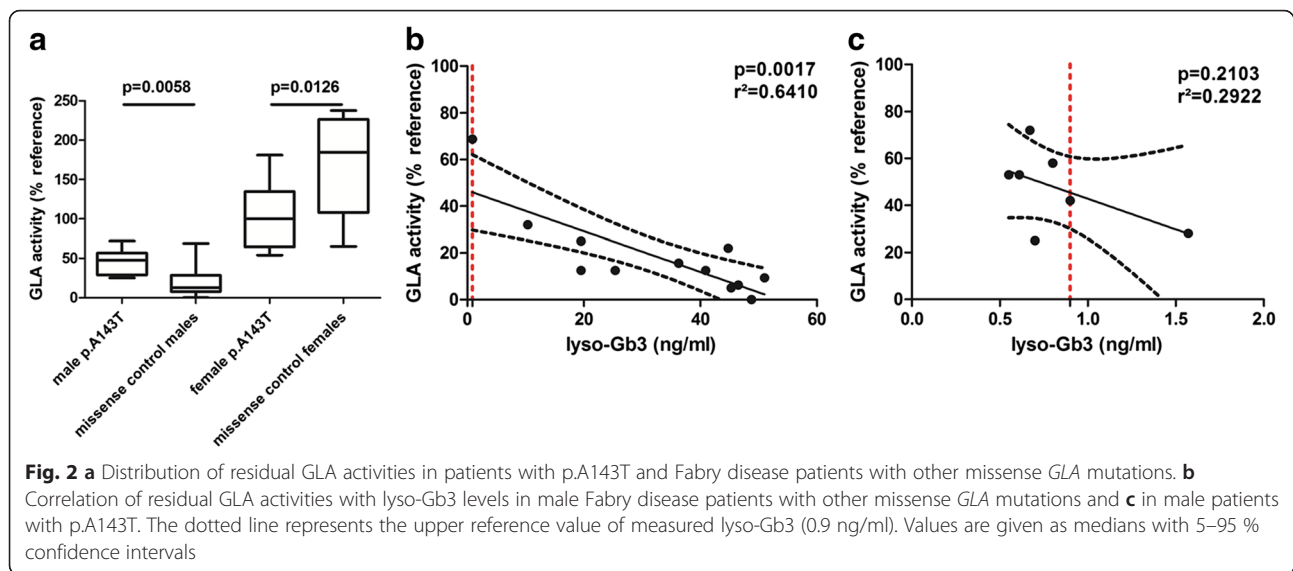 a
p=0.0058
p=0.0126
GLA activity (% reference)
250
200
150
100
50
0
male p.A143T
missense control males
female p.A143T
missense control females
b
p=0.0017
r²=0.6410
GLA activity (% reference)
100
80
60
40
20
0
0
20
40
60
lyso-Gb3 (ng/ml)
c
p=0.2103
r²=0.2922
GLA activity (% reference)
100
80
60
40
20
0
0.0
0.5
1.0
1.5
2.0
lyso-Gb3 (ng/ml)
Fig. 2 a Distribution of residual GLA activities in patients with p.A143T and Fabry disease patients with other missense GLA mutations. b
Correlation of residual GLA activities with lyso-Gb3 levels in male Fabry disease patients with other missense GLA mutations and c in male patients
with p.A143T. The dotted line represents the upper reference value of measured lyso-Gb3 (0.9 ng/ml). Values are given as medians with 5–95 %
confidence intervals